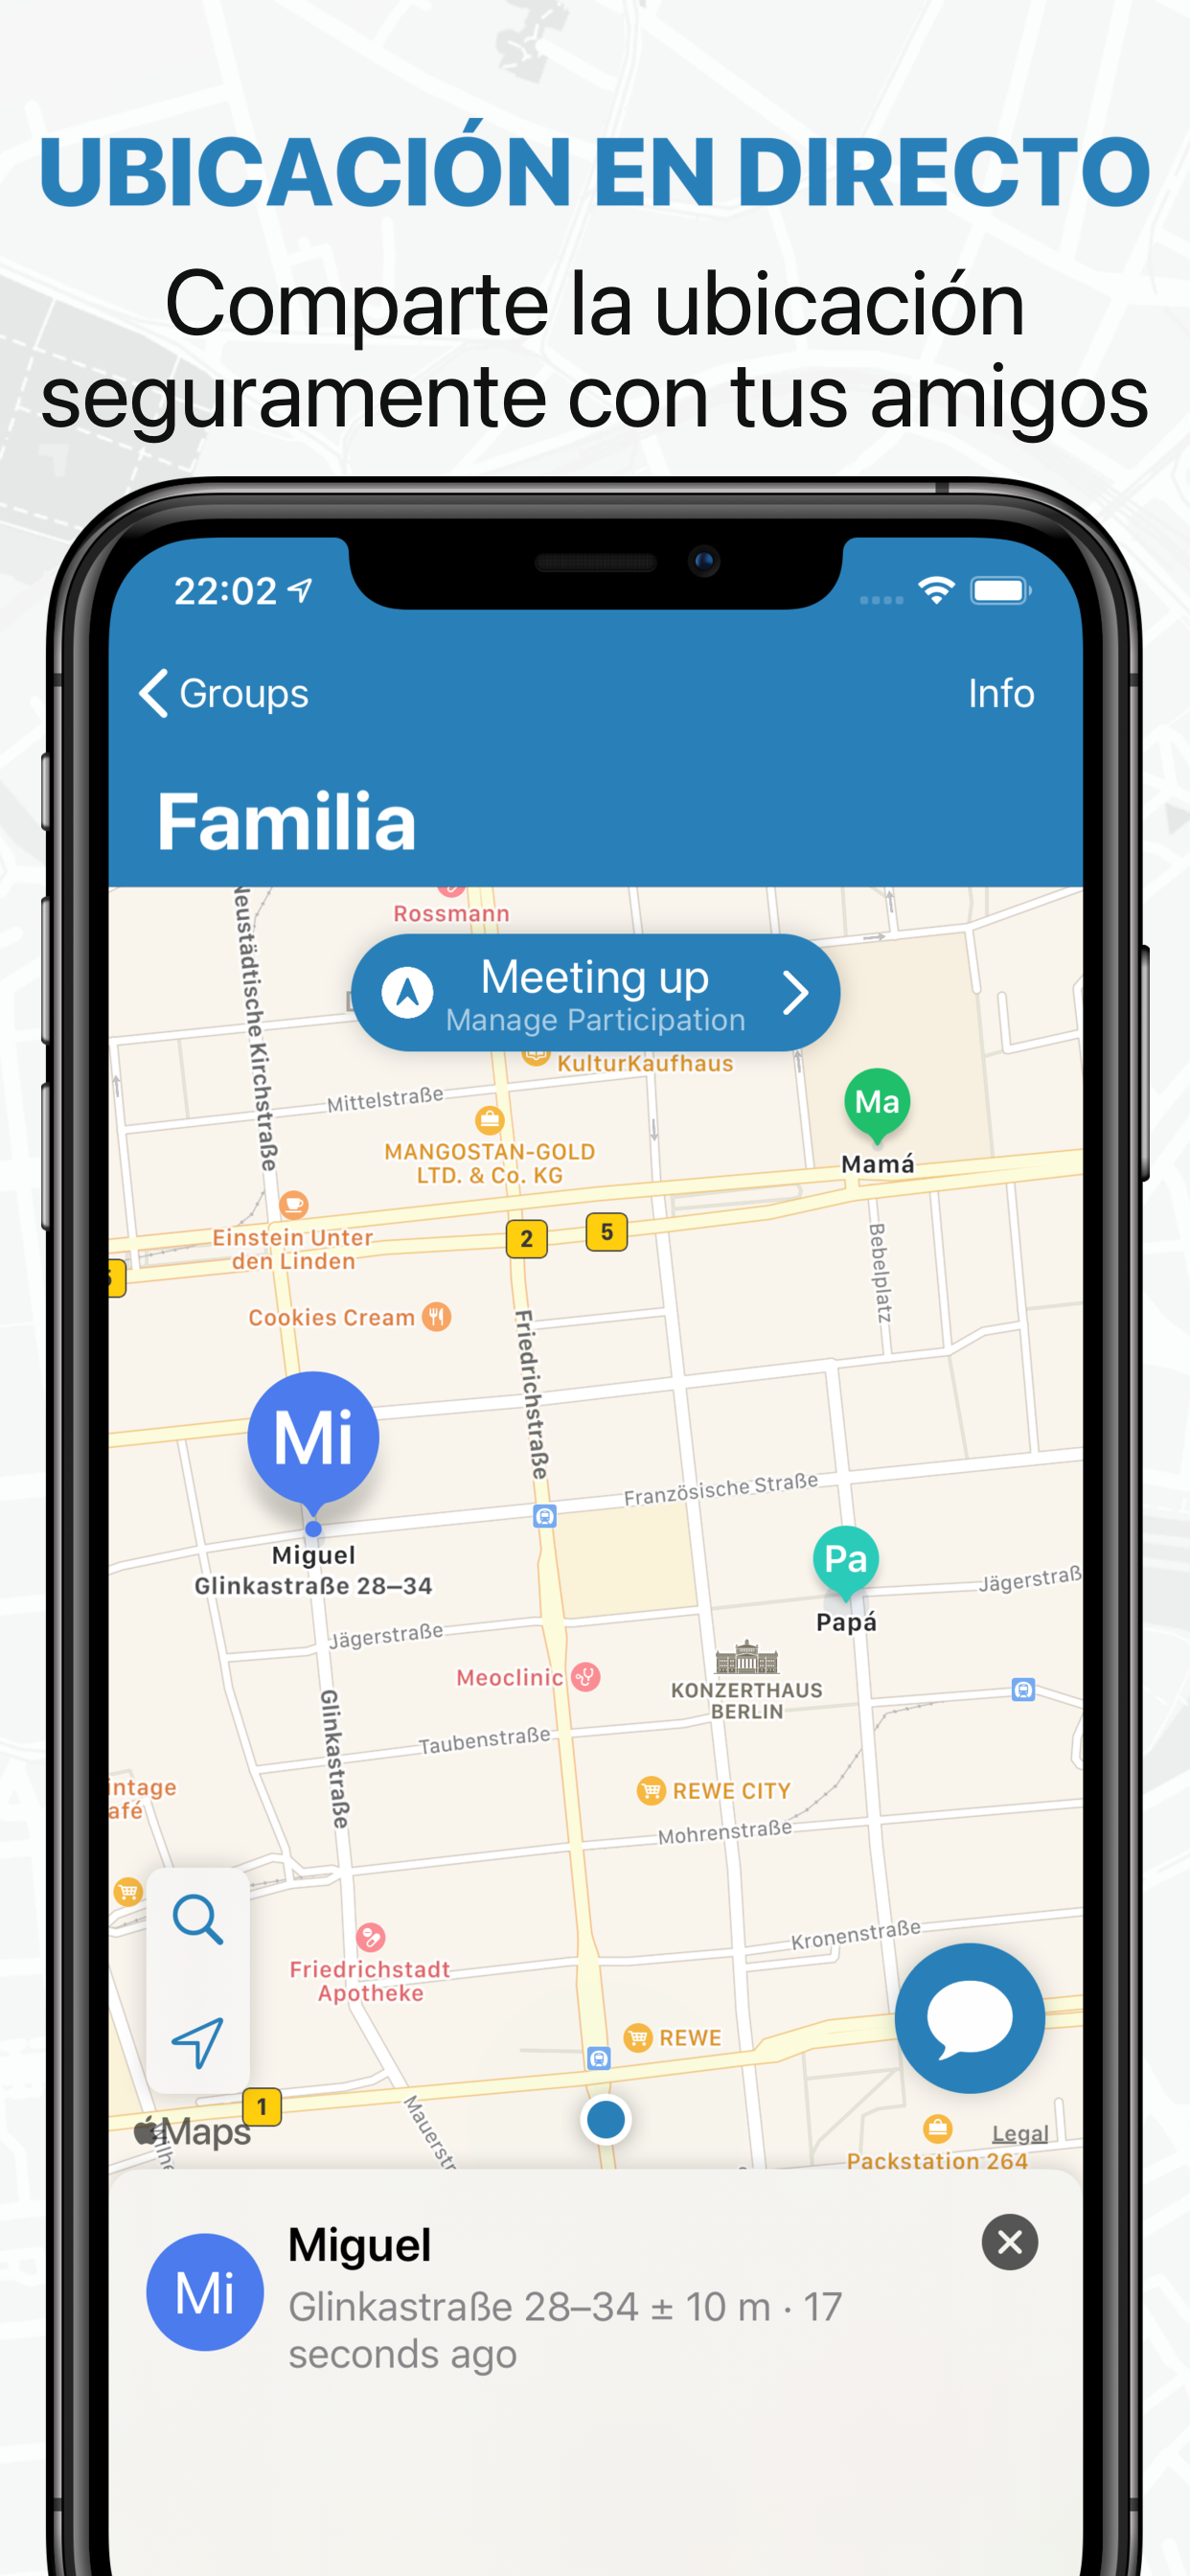 UBICACIÓN EN DIRECTO
Comparte la ubicación
seguramente con tus amigos
22:02
Groups
Info
Familia
Neustädtische Kirchstraße
Rossmann
Meeting up
Manage Participation
KulturKaufhaus
Mittelstraße
Ma
Mamá
MANGOSTAN-GOLD
LTD. & Co. KG
Einstein Unter
den Linden
2
5
5
Bebelplatz
Cookies Cream
Friedrichstraße
Mi
Französische Straße
Miguel
Glinkastraße 28–34
Pa
Papá
Jägerstraß
Jägerstraße
Meoclinic
KONZERTHAUS
BERLIN
Glinkastraße
Taubenstraße
intage
afé
REWE CITY
Mohrenstraße
Kronenstraße
Friedrichstadt
Apotheke
REWE
1
Mauerstr
Maps
Legal
Packstation 264
Mi
Miguel
Glinkastraße 28–34 ± 10 m · 17
seconds ago